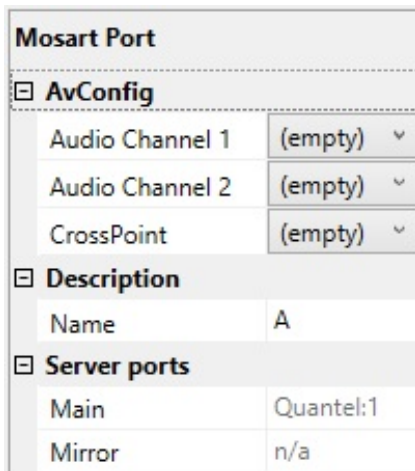 Mosart Port
AvConfig
Audio Channel 1 (empty)
Audio Channel 2 (empty)
CrossPoint (empty)
Description
Name A
Server ports
Main Quantel:1
Mirror n/a